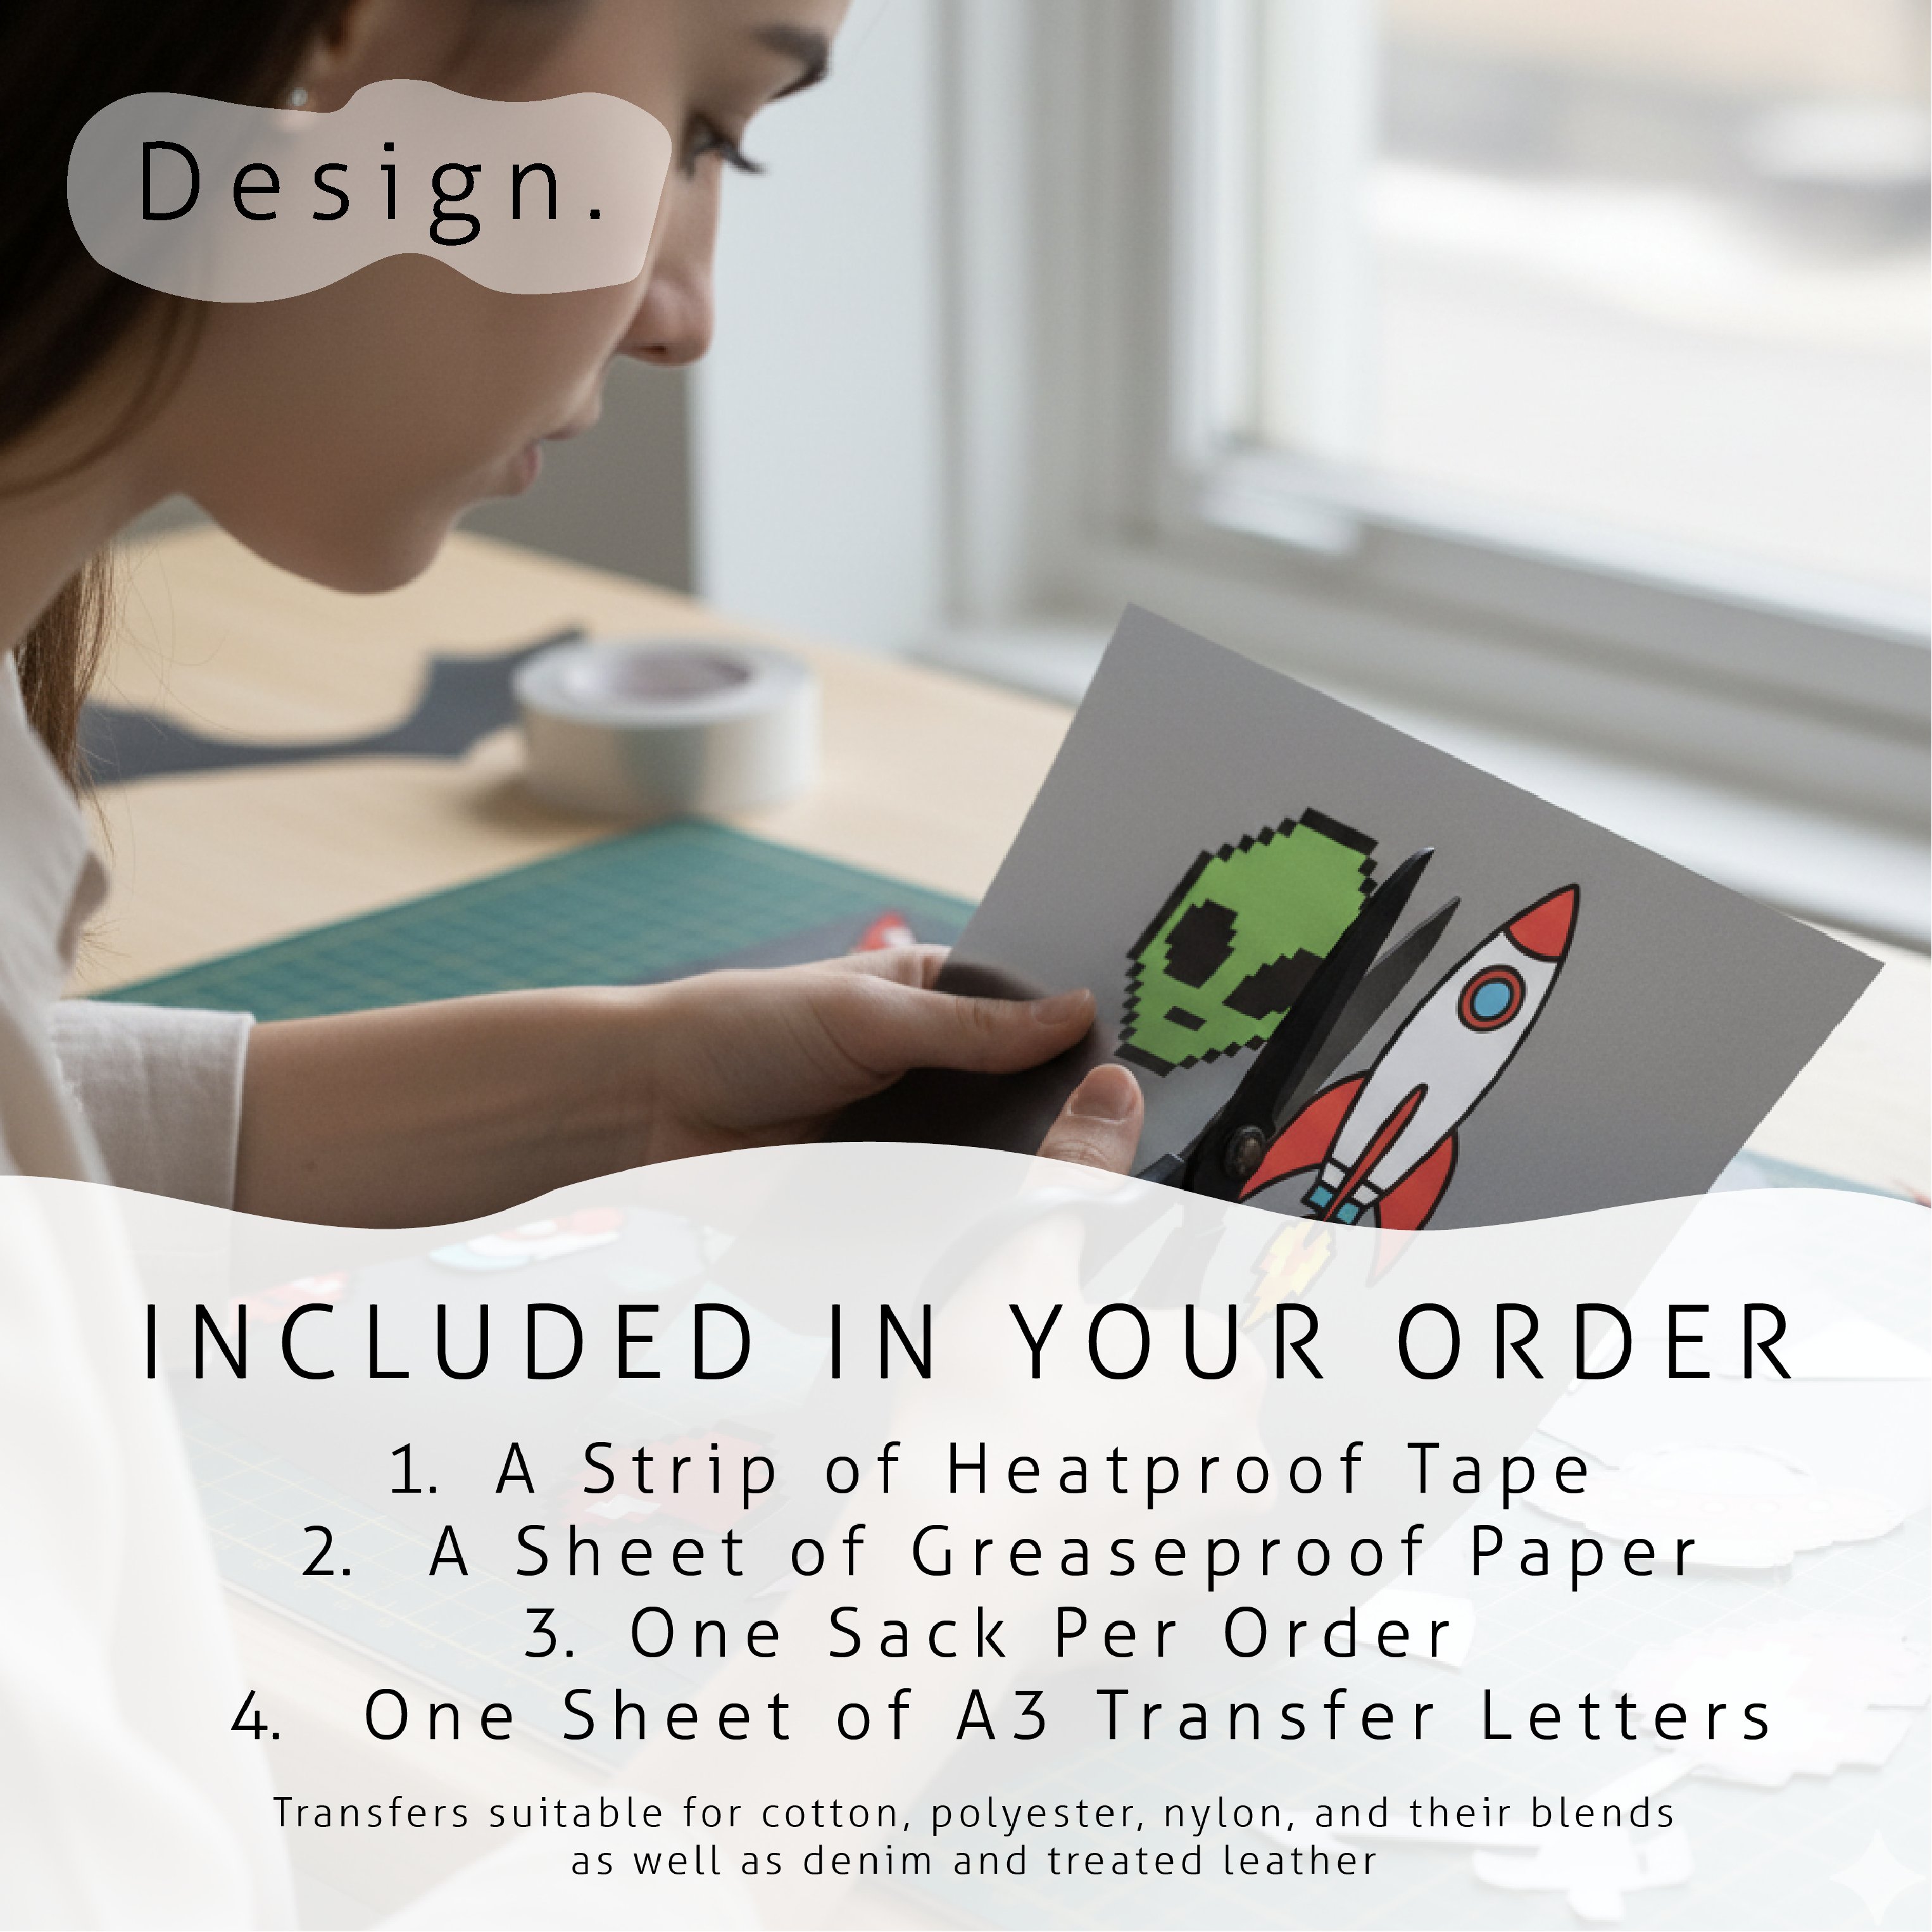 Design.
INCLUDED IN YOUR ORDER
1. A Strip of Heatproof Tape
2. A Sheet of Greaseproof Paper
3. One Sack Per Order
4. One Sheet of A3 Transfer Letters
Transfers suitable for cotton, polyester, nylon, and their blends
as well as denim and treated leather